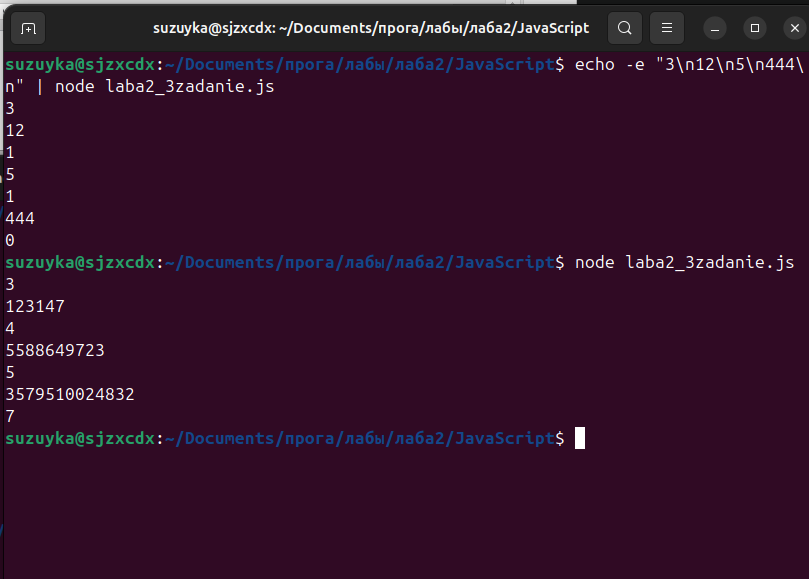 suzuyka@sjzxcdx: ~/Documents/прога/лабы/лаба2/JavaScript
suzuyka@sjzxcdx:~/Documents/прога/лабы/лаба2/JavaScript$ echo -e "3\n12\n5\n444\
n" | node laba2_3zadanie.js
3
12
1
5
1
444
0
suzuyka@sjzxcdx:~/Documents/прога/лабы/лаба2/JavaScript$ node laba2_3zadanie.js
3
123147
4
5588649723
5
3579510024832
7
suzuyka@sjzxcdx:~/Documents/прога/лабы/лаба2/JavaScript$